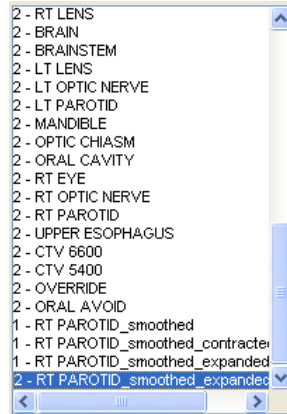 2 - RT LENS
2 - BRAIN
2 - BRAINSTEM
2 - LT LENS
2 - LT OPTIC NERVE
2 - LT PAROTID
2 - MANDIBLE
2 - OPTIC CHIASM
2 - ORAL CAVITY
2 - RT EYE
2 - RT OPTIC NERVE
2 - RT PAROTID
2 - UPPER ESOPHAGUS
2 - CTV 6600
2 - CTV 5400
2 - OVERRIDE
2 - ORAL AVOID
1 - RT PAROTID_smoothed
1 - RT PAROTID_smoothed_contracte
1 - RT PAROTID_smoothed_expanded
2 - RT PAROTID_smoothed_expanded